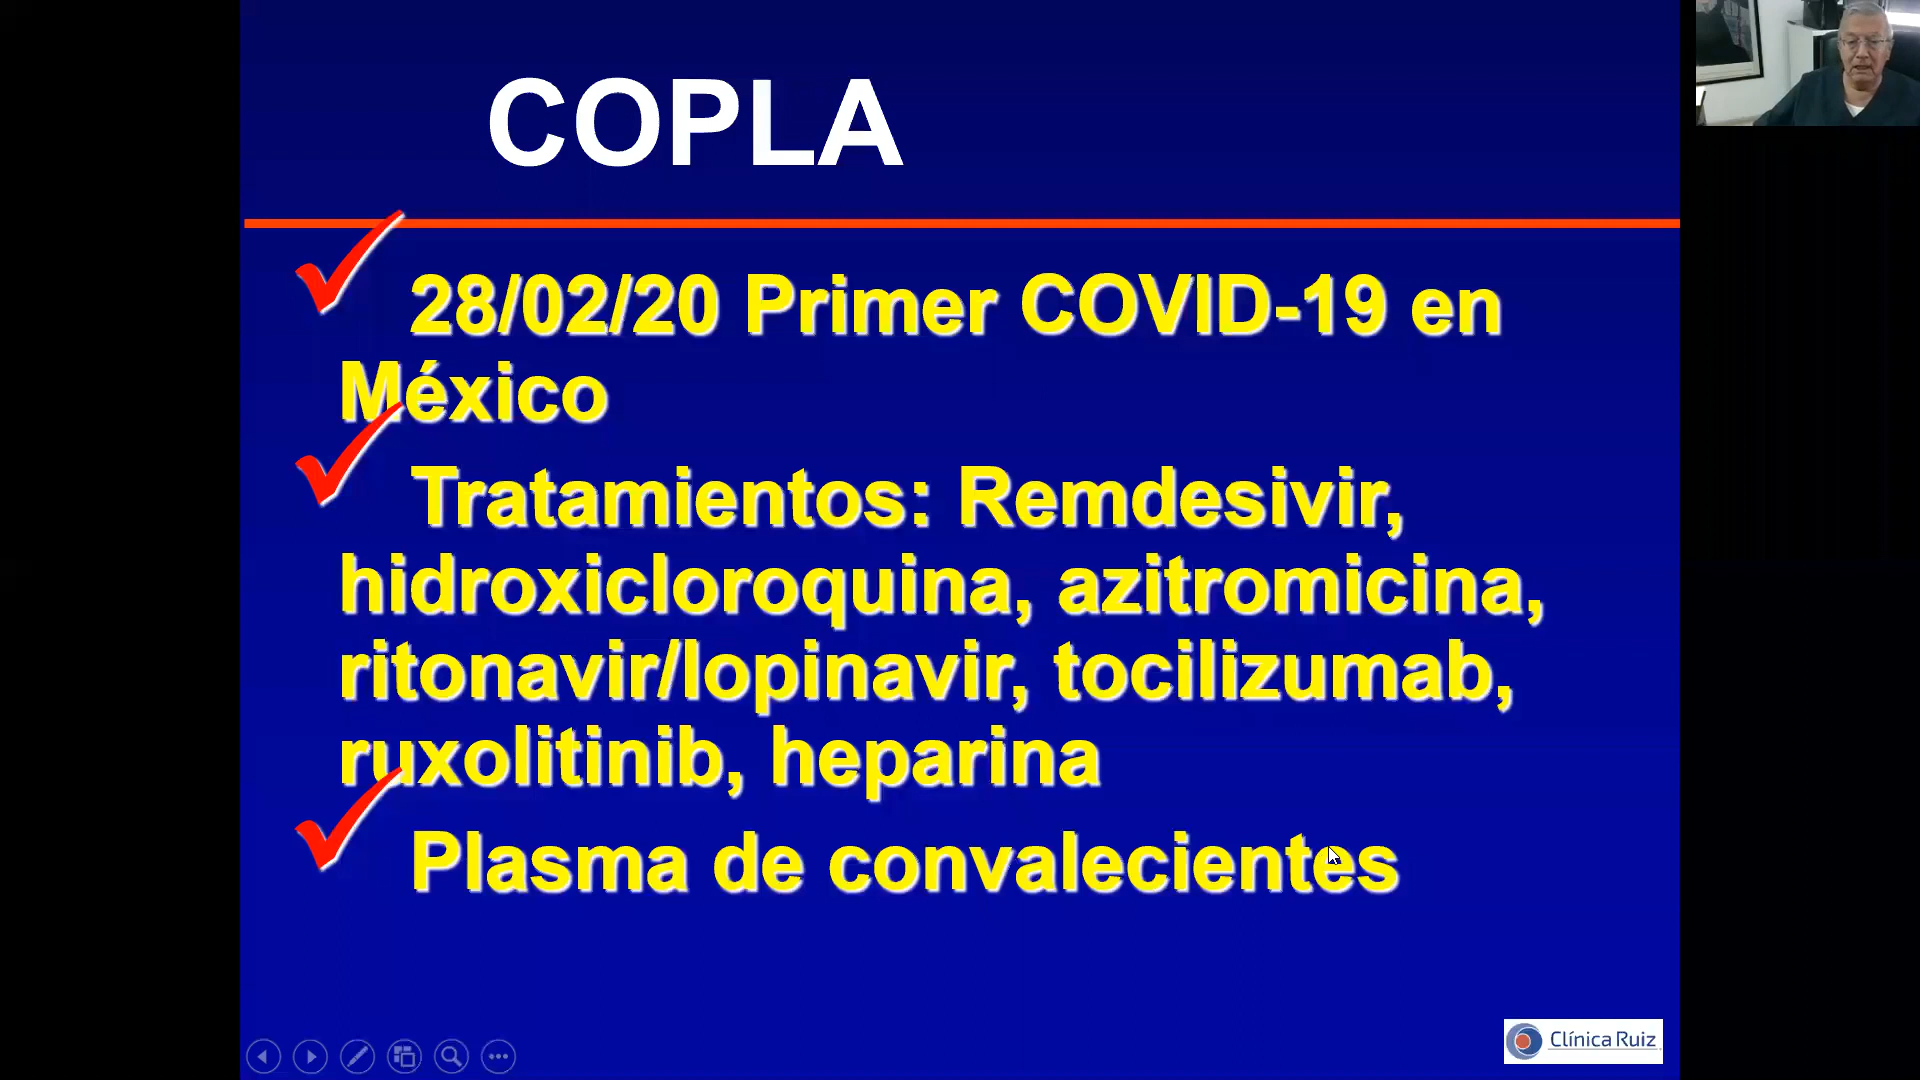 COPLA
28/02/20 Primer COVID-19 en
México
Tratamientos: Remdesivir,
hidroxicloroquina, azitromicina,
ritonavir/lopinavir, tocilizumab,
ruxolitinib, heparina
Plasma de convalecientes
Clínica Ruiz